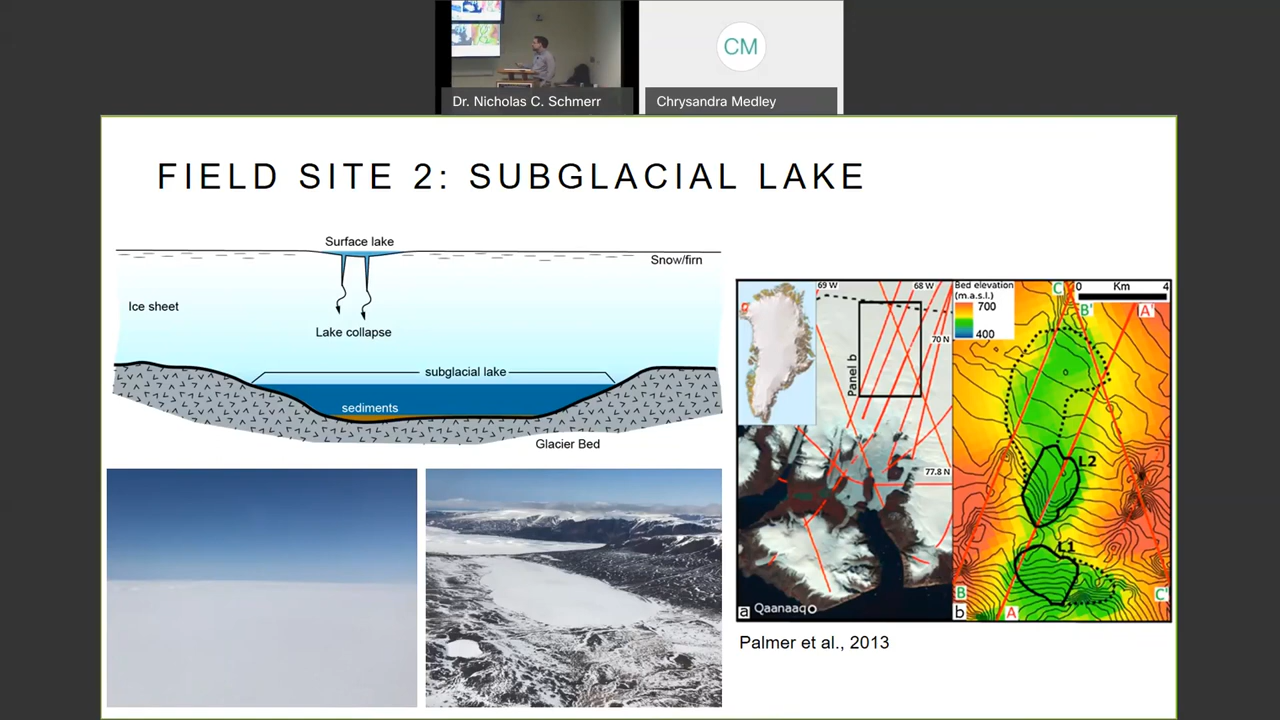 Dr. Nicholas C. Schmerr
CM
Chrysandra Medley
FIELD SITE 2: SUBGLACIAL LAKE
Surface lake
Snow/firn
Ice sheet
Lake collapse
subglacial lake
sediments
Glacier Bed
69 W
68 W
70 N
Panel b
77.8 N
a
Qaanaaq
Bed elevation
(m.a.s.l.)
700
400
C
0 Km 4
B'
A'
L2
L1
B
A
C'
b
Palmer et al., 2013